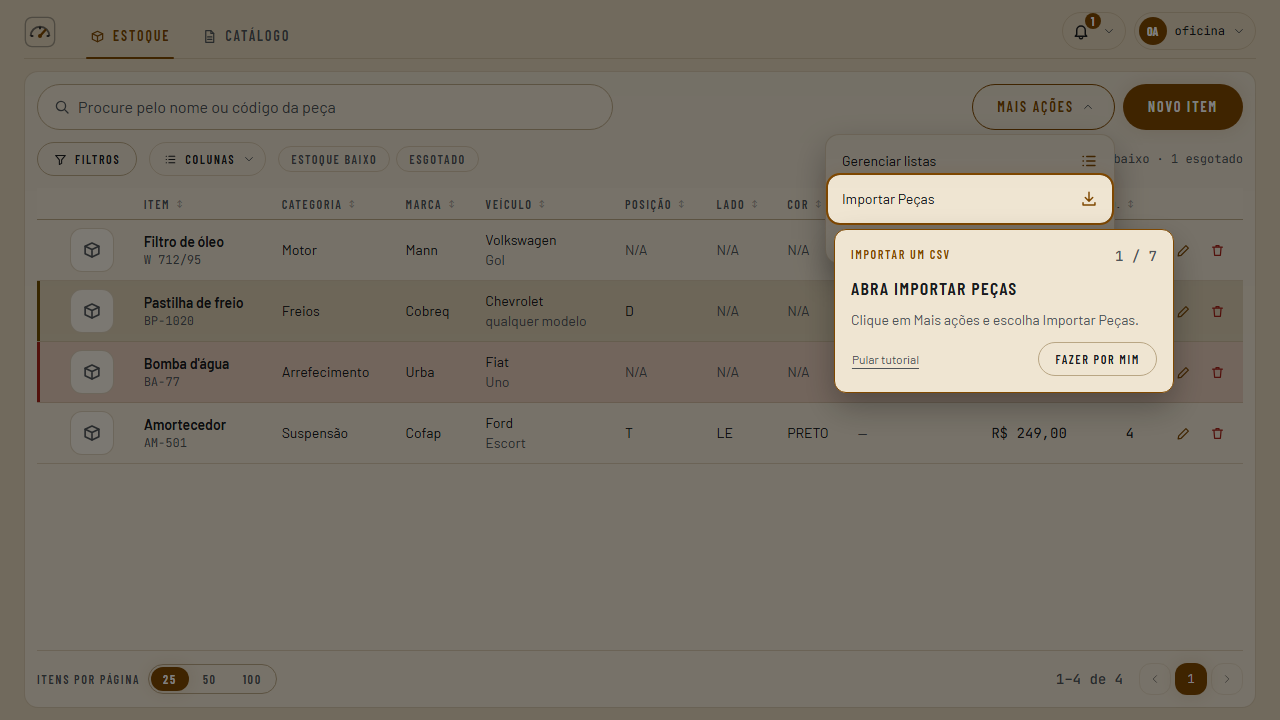 ESTOQUE
CATÁLOGO
1
OA
oficina
Procure pelo nome ou código da peça
MAIS AÇÕES
NOVO ITEM
FILTROS
COLUNAS
ESTOQUE BAIXO
ESGOTADO
baixo · 1 esgotado
Gerenciar listas
Importar Peças
IMPORTAR UM CSV
1 / 7
ABRA IMPORTAR PEÇAS
Clique em Mais ações e escolha Importar Peças.
Pular tutorial
FAZER POR MIM
ITEM CATEGORIA MARCA VEÍCULO POSIÇÃO LADO COR
Filtro de óleo
W 712/95
Motor
Mann
Volkswagen
Gol
N/A
N/A
N/A
Pastilha de freio
BP-1020
Freios
Cobreq
Chevrolet
qualquer modelo
D
N/A
N/A
Bomba d'água
BA-77
Arrefecimento
Urba
Fiat
Uno
N/A
N/A
N/A
Amortecedor
AM-501
Suspensão
Cofap
Ford
Escort
T
LE
PRETO
—
R$ 249,00
4
ITENS POR PÁGINA
25
50
100
1–4 de 4
1